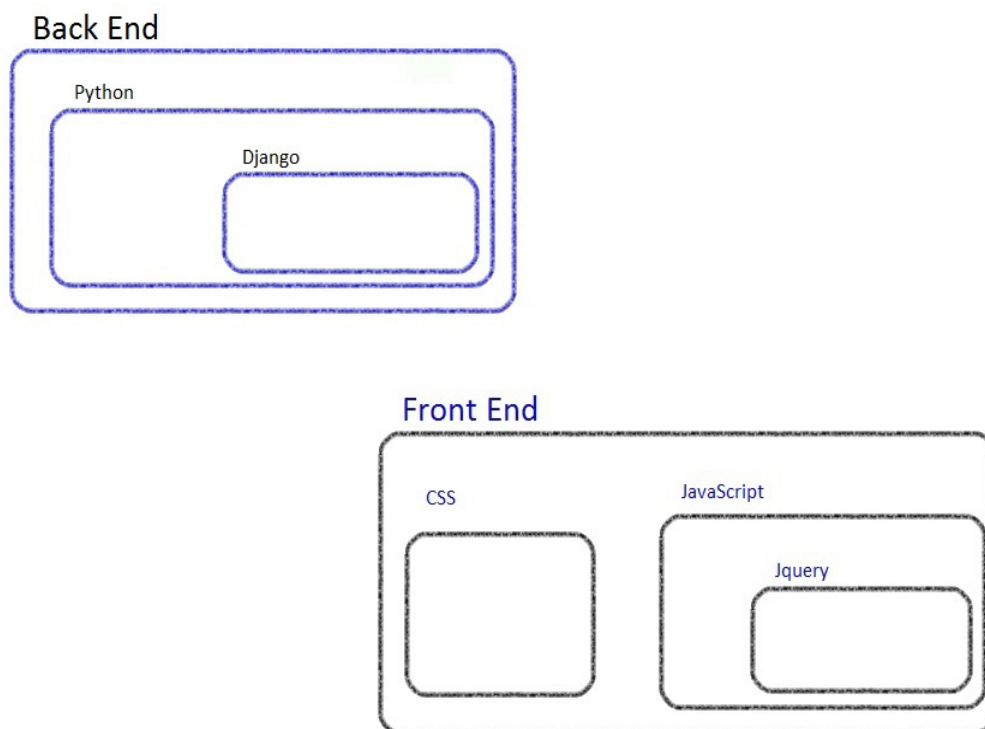 Back End
Python
Django
Front End
CSS
JavaScript
Jquery